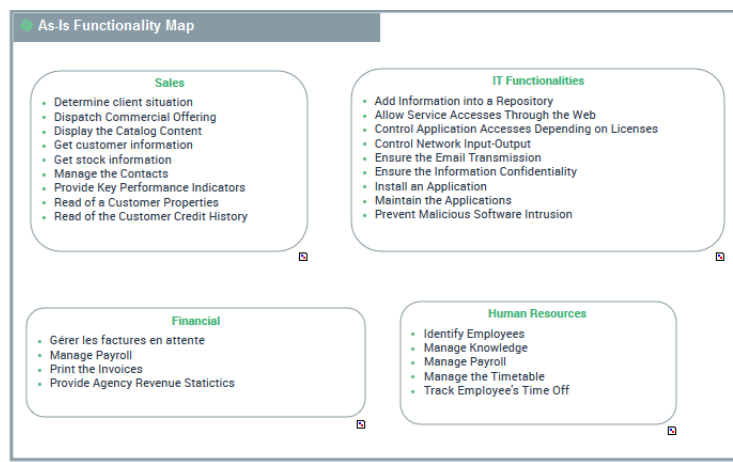 As-Is Functionality Map
Sales
Determine client situation
Dispatch Commercial Offering
Display the Catalog Content
Get customer information
Get stock information
Manage the Contacts
Provide Key Performance Indicators
Read of a Customer Properties
Read of the Customer Credit History
IT Functionalities
Add Information into a Repository
Allow Service Accesses Through the Web
Control Application Accesses Depending on Licenses
Control Network Input-Output
Ensure the Email Transmission
Ensure the Information Confidentiality
Install an Application
Maintain the Applications
Prevent Malicious Software Intrusion
Financial
Gérer les factures en attente
Manage Payroll
Print the Invoices
Provide Agency Revenue Statictics
Human Resources
Identify Employees
Manage Knowledge
Manage Payroll
Manage the Timetable
Track Employee's Time Off